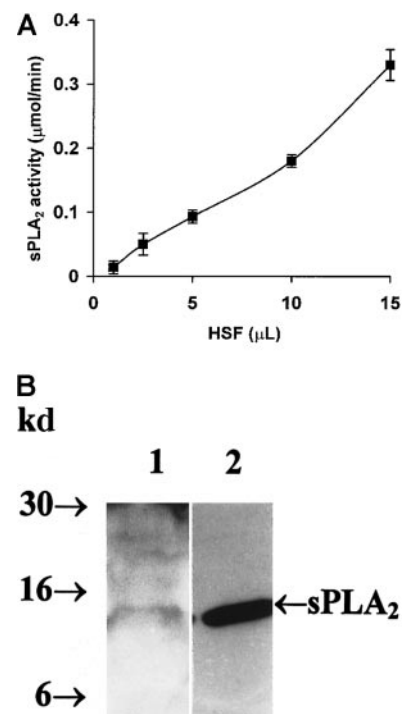 A
sPLA₂ activity (μmol/min)
0.4
0.3
0.2
0.1
0
0 5 10 15
HSF (μL)
B
kd
1 2
30→
16→
←sPLA₂
6→